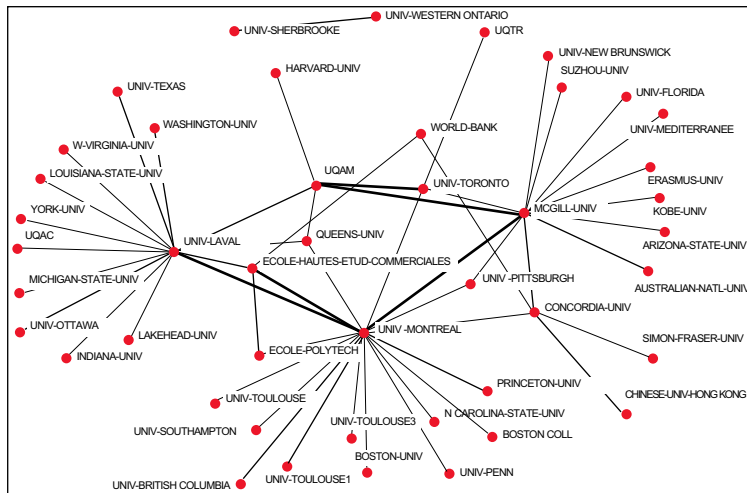 UNIV-WESTERN ONTARIO
UNIV-SHERBROOKE
UQTR
UNIV-NEW BRUNSWICK
HARVARD-UNIV
SUZHOU-UNIV
UNIV-TEXAS
UNIV-FLORIDA
WASHINGTON-UNIV
WORLD-BANK
UNIV-MEDITERRANEE
W-VIRGINIA-UNIV
UQAM
LOUISIANA-STATE-UNIV
UNIV-TORONTO
ERASMUS-UNIV
YORK-UNIV
MCGILL-UNIV
KOBE-UNIV
UQAC
QUEENS-UNIV
UNIV-LAVAL
ARIZONA-STATE-UNIV
ECOLE-HAUTES-ETUD-COMMERCIALES
MICHIGAN-STATE-UNIV
UNIV-PITTSBURGH
AUSTRALIAN-NATL-UNIV
CONCORDIA-UNIV
UNIV-OTTAWA
LAKEHEAD-UNIV
UNIV -MONTREAL
SIMON-FRASER-UNIV
INDIANA-UNIV
ECOLE-POLYTECH
PRINCETON-UNIV
CHINESE-UNIV-HONG KONG
UNIV-TOULOUSE
N CAROLINA-STATE-UNIV
UNIV-TOULOUSE3
UNIV-SOUTHAMPTON
BOSTON COLL
BOSTON-UNIV
UNIV-PENN
UNIV-TOULOUSE1
UNIV-BRITISH COLUMBIA